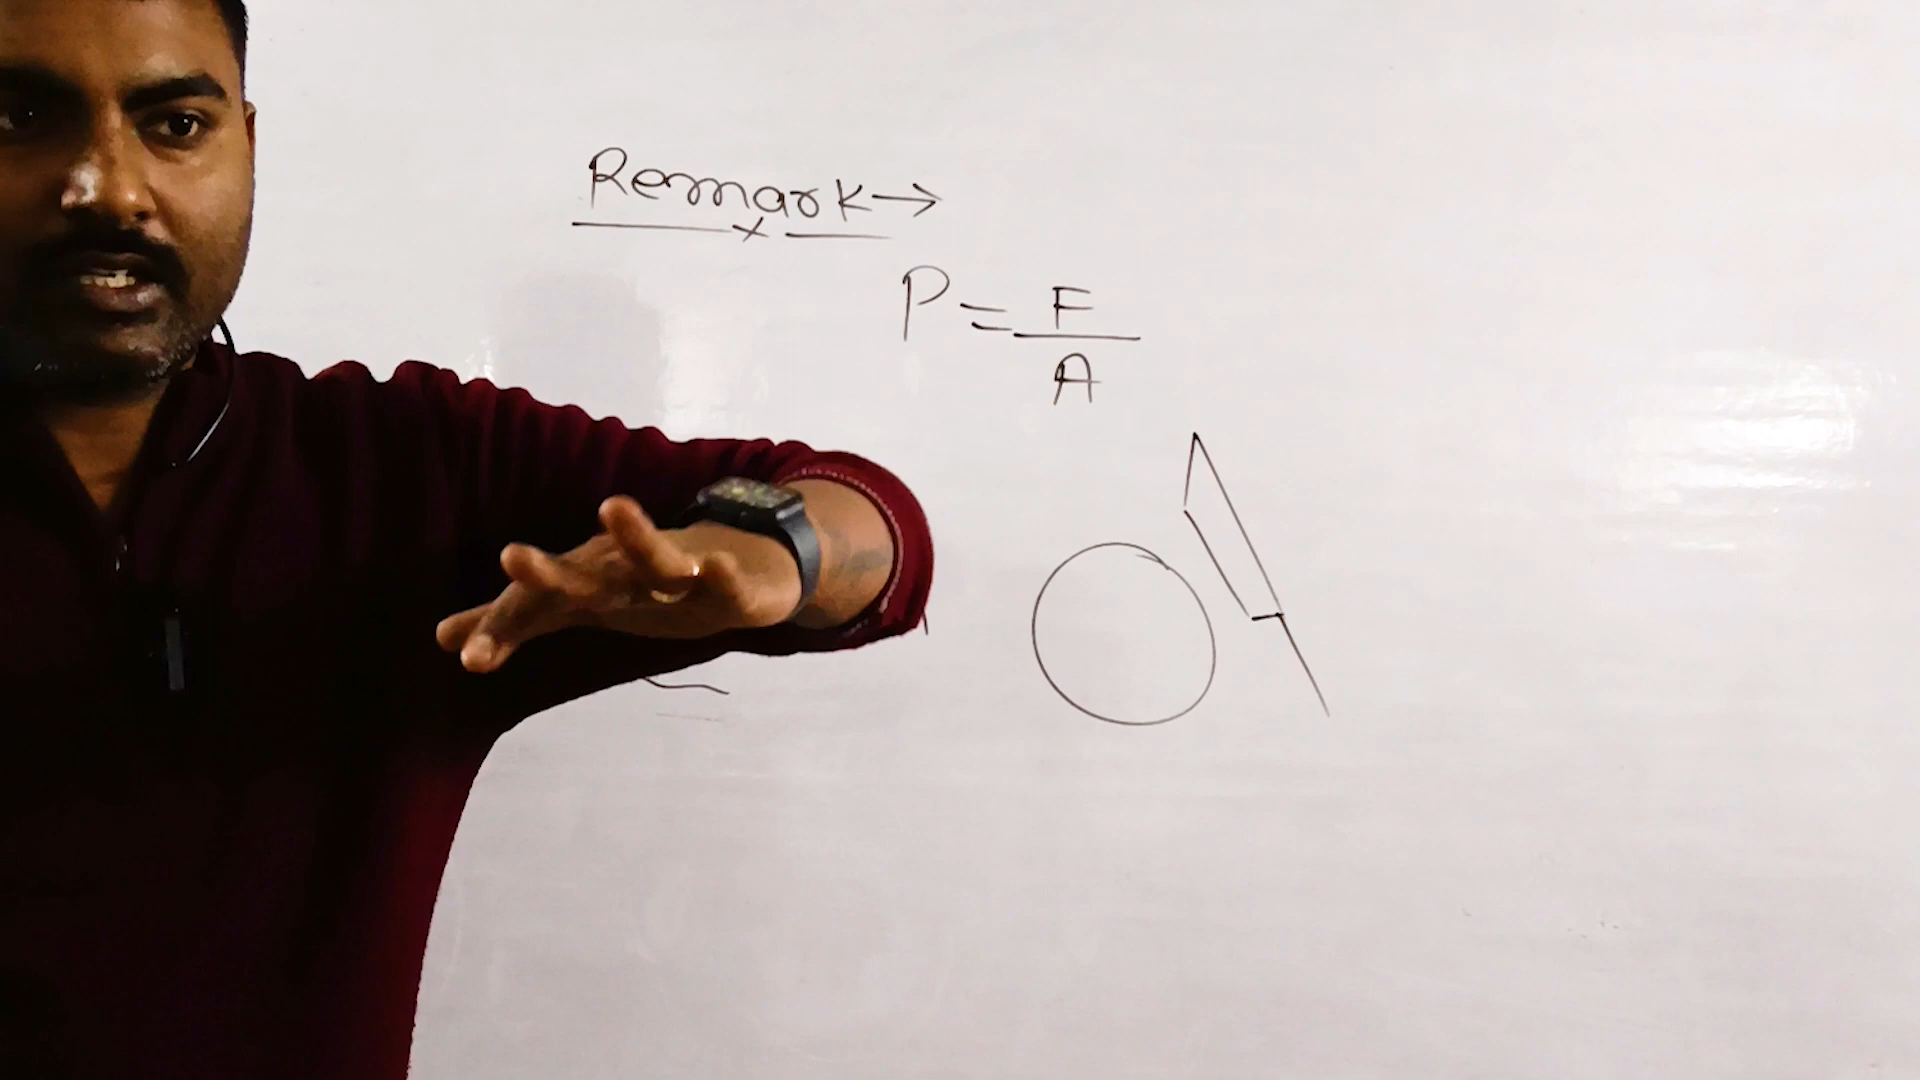 Remark→
P = F/A